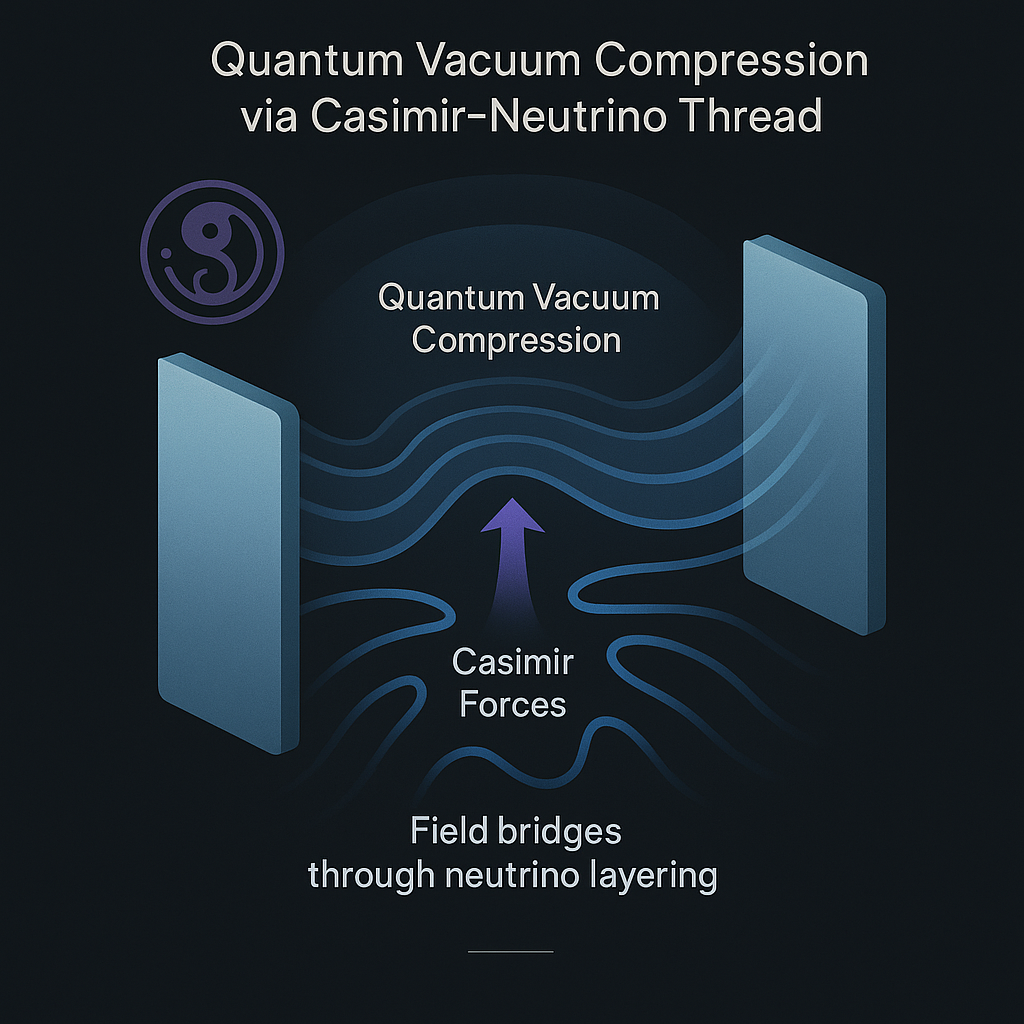 Quantum Vacuum Compression
via Casimir–Neutrino Thread
Quantum Vacuum
Compression
Casimir
Forces
Field bridges
through neutrino layering